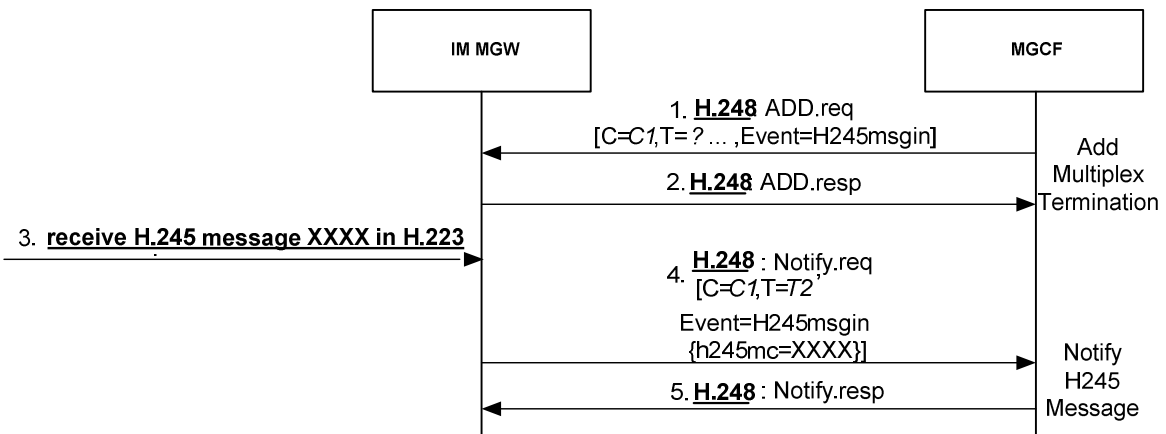 IM MGW
MGCF
1. H.248: ADD.req
[C=C1,T= ? ... ,Event=H245msgin]
Add
Multiplex
Termination
2. H.248: ADD.resp
3. receive H.245 message XXXX in H.223
4. H.248 : Notify.req
[C=C1,T=T2,
Event=H245msgin
{h245mc=XXXX}]
Notify
H245
Message
5. H.248 : Notify.resp